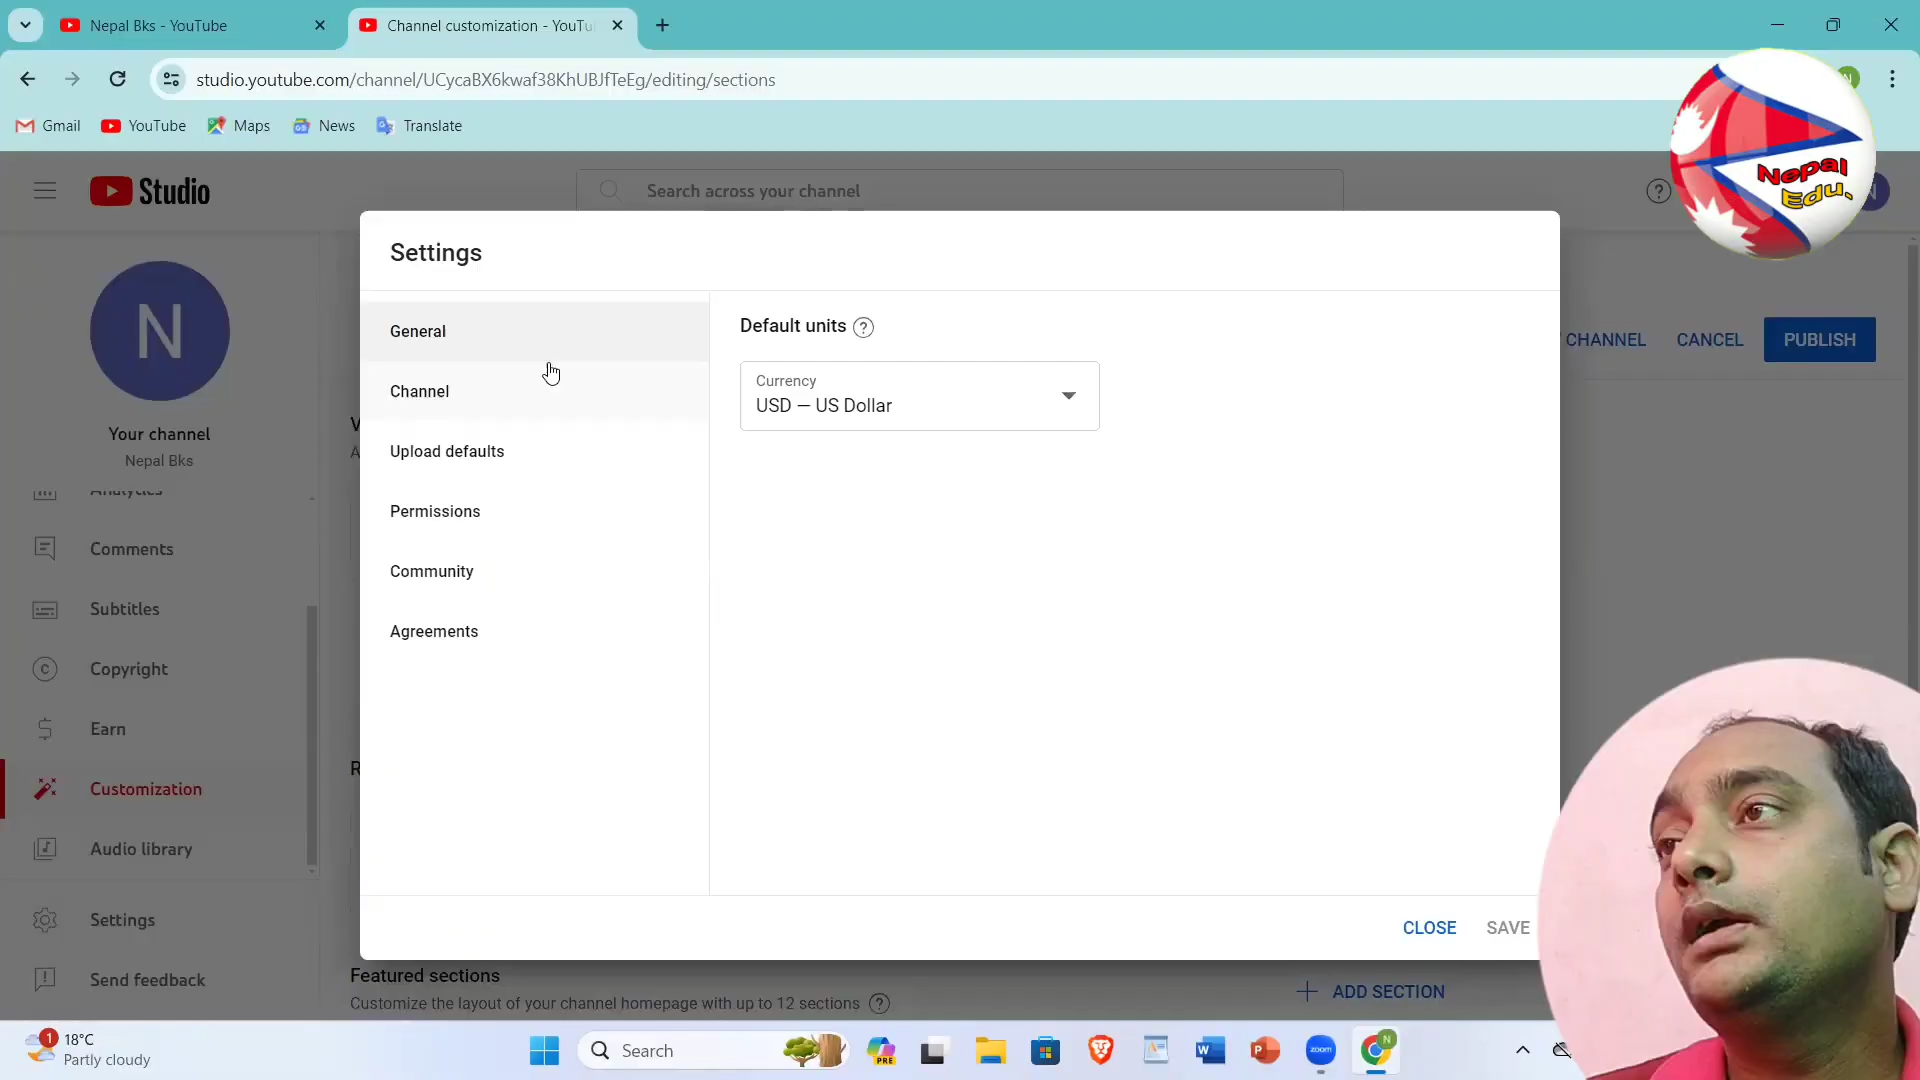 Nepal Bks - YouTube
Channel customization - YouTu
studio.youtube.com/channel/UCycaBX6kwaf38KhUBJfTeEg/editing/sections
Gmail
YouTube
Maps
News
Translate
Nepal
Edu.
Studio
Search across your channel
Settings
General
Channel
Upload defaults
Permissions
Community
Agreements
Default units
Currency
USD — US Dollar
CHANNEL
CANCEL
PUBLISH
N
Your channel
Nepal Bks
Analytics
Comments
Subtitles
Copyright
Earn
Customization
Audio library
Settings
Send feedback
CLOSE
SAVE
Featured sections
Customize the layout of your channel homepage with up to 12 sections
ADD SECTION
1
18°C
Partly cloudy
Search
PRE
zoom
N